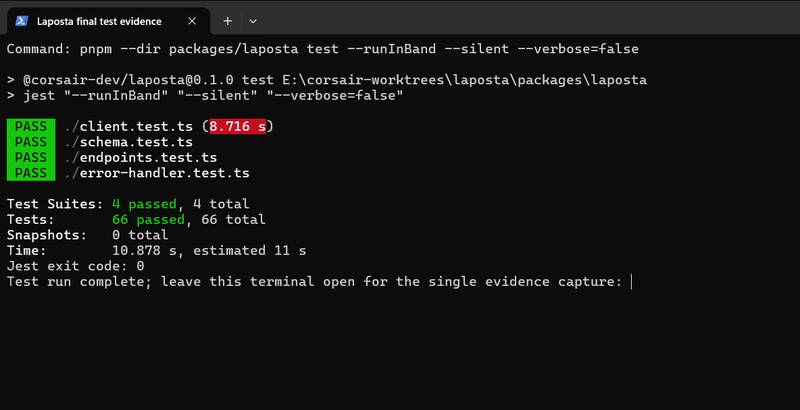 Laposta final test evidence
Command: pnpm --dir packages/laposta test --runInBand --silent --verbose=false
> @corsair-dev/laposta@0.1.0 test E:\corsair-worktrees\laposta\packages\laposta
> jest "--runInBand" "--silent" "--verbose=false"
PASS ./client.test.ts (8.716 s)
PASS ./schema.test.ts
PASS ./endpoints.test.ts
PASS ./error-handler.test.ts
Test Suites: 4 passed, 4 total
Tests: 66 passed, 66 total
Snapshots: 0 total
Time: 10.878 s, estimated 11 s
Jest exit code: 0
Test run complete; leave this terminal open for the single evidence capture: